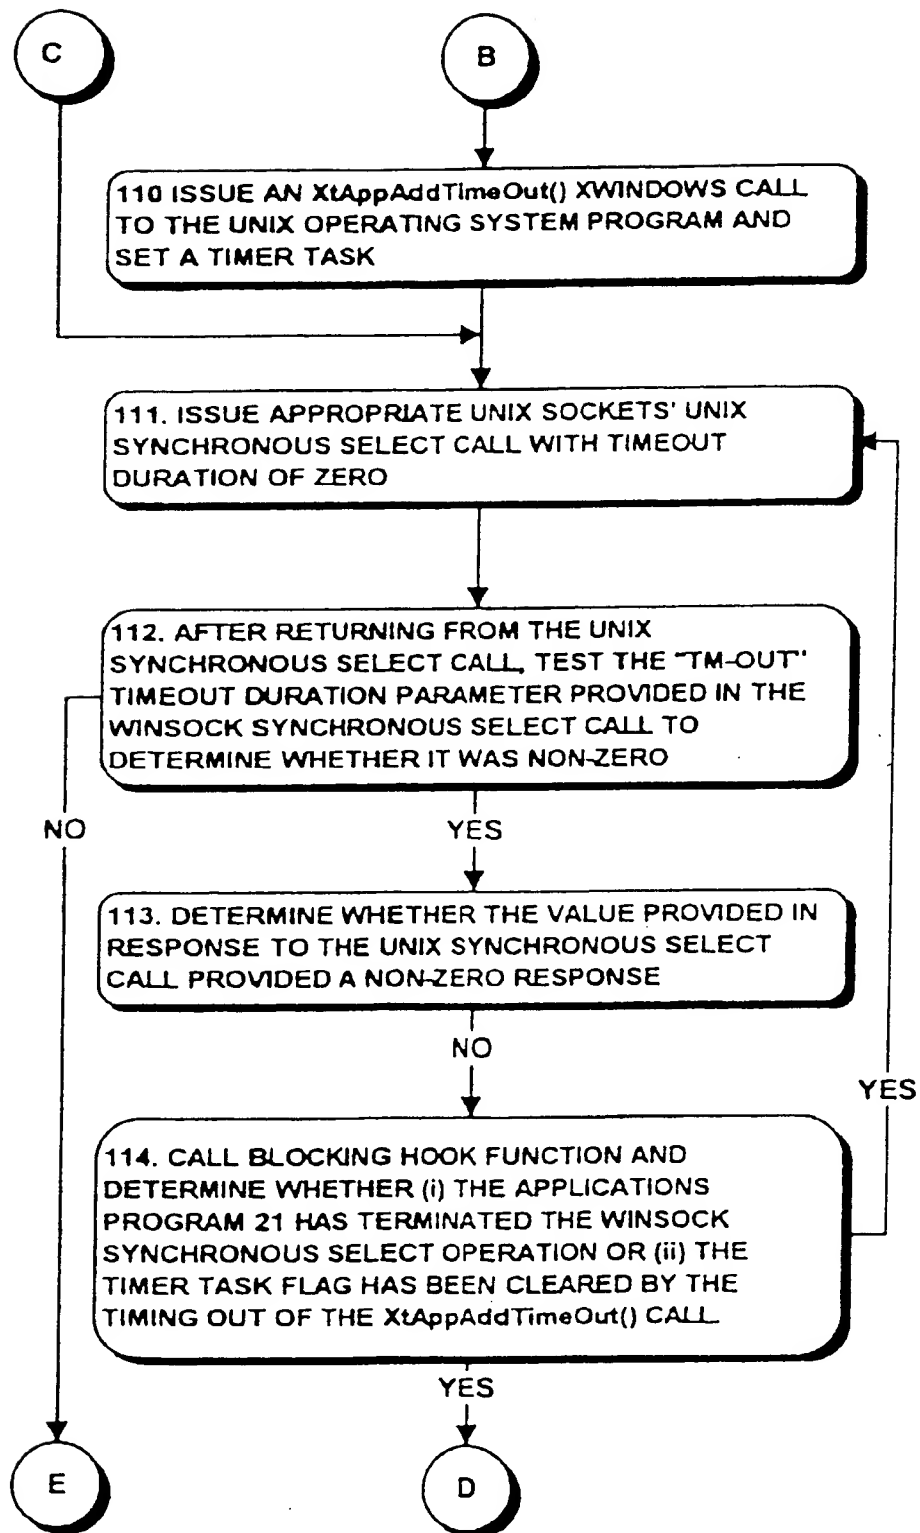 C
B
110 ISSUE AN XtAppAddTimeOut() XWINDOWS CALL
TO THE UNIX OPERATING SYSTEM PROGRAM AND
SET A TIMER TASK
111. ISSUE APPROPRIATE UNIX SOCKETS' UNIX
SYNCHRONOUS SELECT CALL WITH TIMEOUT
DURATION OF ZERO
112. AFTER RETURNING FROM THE UNIX
SYNCHRONOUS SELECT CALL, TEST THE "TM-OUT"
TIMEOUT DURATION PARAMETER PROVIDED IN THE
WINSOCK SYNCHRONOUS SELECT CALL TO
DETERMINE WHETHER IT WAS NON-ZERO
NO
YES
113. DETERMINE WHETHER THE VALUE PROVIDED IN
RESPONSE TO THE UNIX SYNCHRONOUS SELECT
CALL PROVIDED A NON-ZERO RESPONSE
NO
YES
114. CALL BLOCKING HOOK FUNCTION AND
DETERMINE WHETHER (i) THE APPLICATIONS
PROGRAM 21 HAS TERMINATED THE WINSOCK
SYNCHRONOUS SELECT OPERATION OR (ii) THE
TIMER TASK FLAG HAS BEEN CLEARED BY THE
TIMING OUT OF THE XtAppAddTimeOut() CALL
YES
E
D